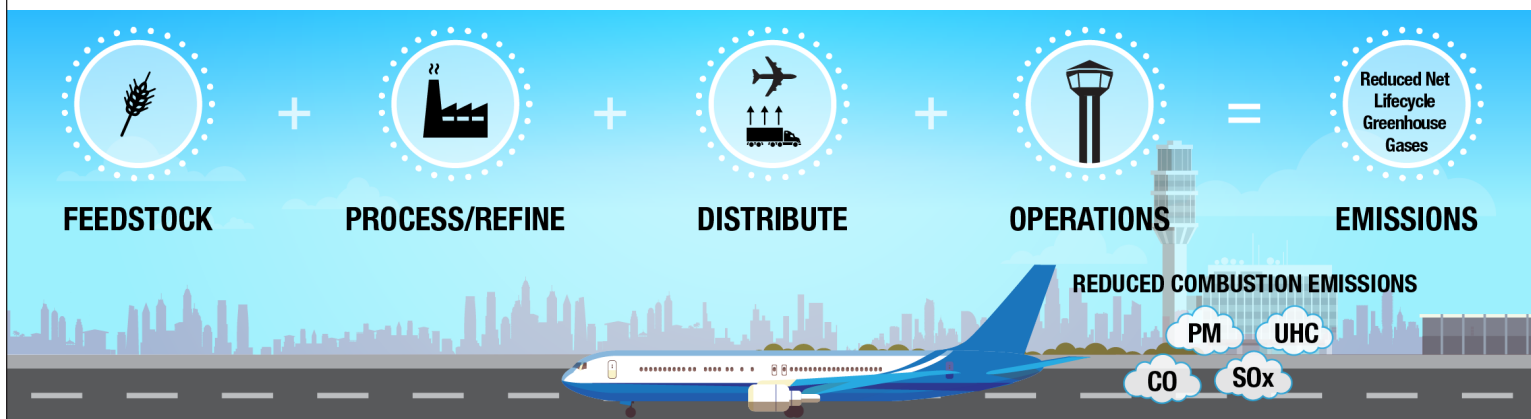 + + + =
Reduced Net
Lifecycle
Greenhouse
Gases
FEEDSTOCK PROCESS/REFINE DISTRIBUTE OPERATIONS EMISSIONS
REDUCED COMBUSTION EMISSIONS
PM UHC
CO SOx